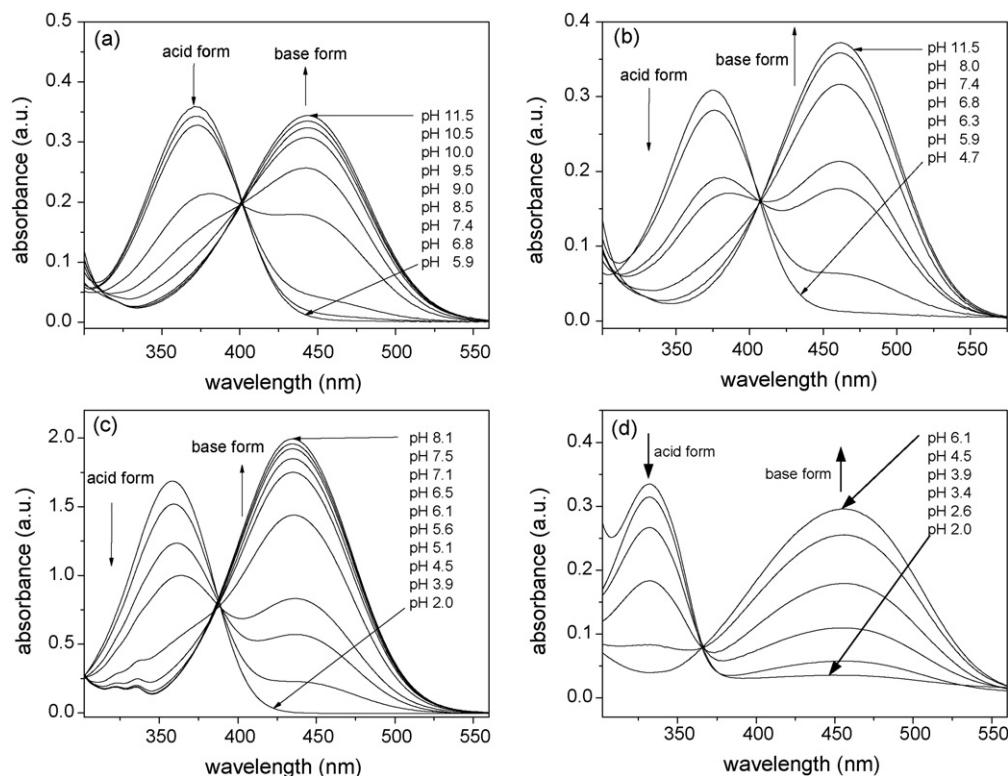 (a)
acid form
base form
pH 11.5
pH 10.5
pH 10.0
pH 9.5
pH 9.0
pH 8.5
pH 7.4
pH 6.8
pH 5.9
absorbance (a.u.)
0.5
0.4
0.3
0.2
0.1
0.0
350 400 450 500 550
wavelength (nm)
(b)
acid form
base form
pH 11.5
pH 8.0
pH 7.4
pH 6.8
pH 6.3
pH 5.9
pH 4.7
absorbance (a.u.)
0.4
0.3
0.2
0.1
0.0
350 400 450 500 550
wavelength (nm)
(c)
acid form
base form
pH 8.1
pH 7.5
pH 7.1
pH 6.5
pH 6.1
pH 5.6
pH 5.1
pH 4.5
pH 3.9
pH 2.0
absorbance (a.u.)
2.0
1.5
1.0
0.5
0.0
350 400 450 500 550
wavelength (nm)
(d)
acid form
base form
pH 6.1
pH 4.5
pH 3.9
pH 3.4
pH 2.6
pH 2.0
absorbance (a.u.)
0.4
0.3
0.2
0.1
0.0
350 400 450 500 550
wavelength (nm)